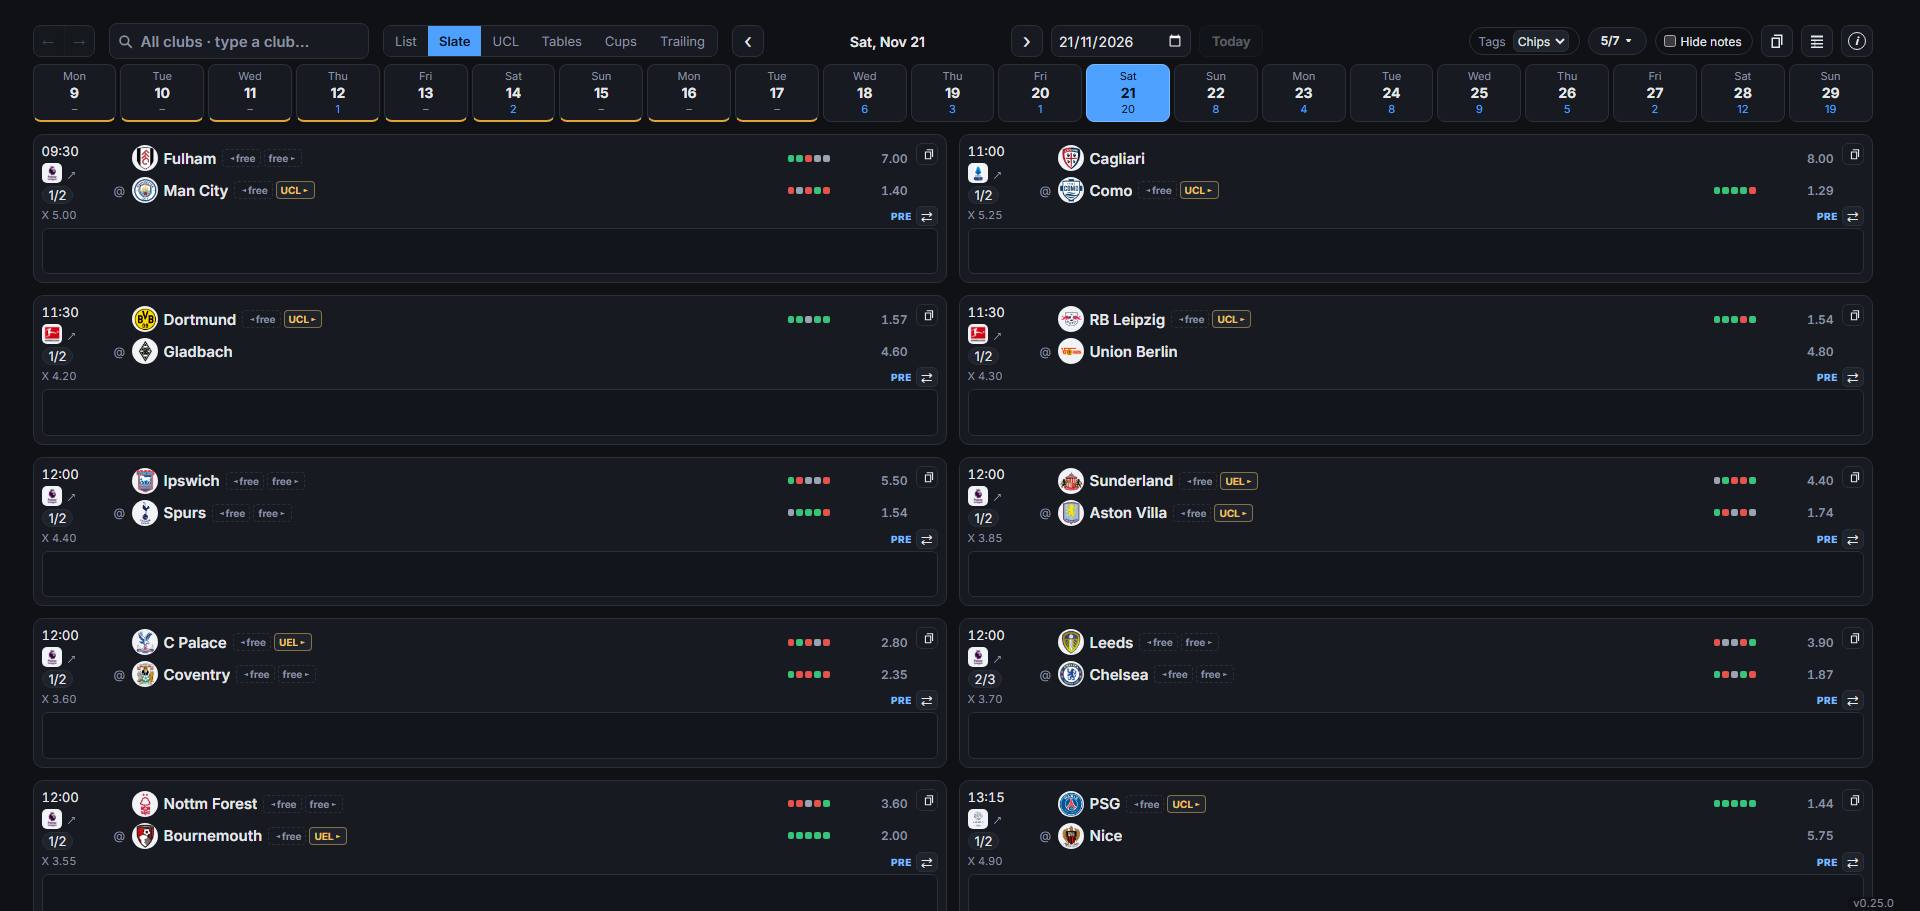 All clubs · type a club...
List Slate UCL Tables Cups Trailing
Sat, Nov 21
21/11/2026
Today
Tags Chips
5/7
Hide notes
Mon 9 –
Tue 10 –
Wed 11 –
Thu 12 1
Fri 13 –
Sat 14 2
Sun 15 –
Mon 16 –
Tue 17 –
Wed 18 6
Thu 19 3
Fri 20 1
Sat 21 20
Sun 22 8
Mon 23 4
Tue 24 8
Wed 25 9
Thu 26 5
Fri 27 2
Sat 28 12
Sun 29 19
09:30
Fulham free free 7.00
1/2
@ Man City free UCL 1.40
X 5.00
PRE
11:00
Cagliari 8.00
1/2
@ Como free UCL 1.29
X 5.25
PRE
11:30
Dortmund free UCL 1.57
1/2
@ Gladbach 4.60
X 4.20
PRE
11:30
RB Leipzig free UCL 1.54
1/2
@ Union Berlin 4.80
X 4.30
PRE
12:00
Ipswich free free 5.50
1/2
@ Spurs free free 1.54
X 4.40
PRE
12:00
Sunderland free UEL 4.40
1/2
@ Aston Villa free UCL 1.74
X 3.85
PRE
12:00
C Palace free UEL 2.80
1/2
@ Coventry free free 2.35
X 3.60
PRE
12:00
Leeds free free 3.90
2/3
@ Chelsea free free 1.87
X 3.70
PRE
12:00
Nottm Forest free free 3.60
1/2
@ Bournemouth free UEL 2.00
X 3.55
PRE
13:15
PSG free UCL 1.44
1/2
@ Nice 5.75
X 4.90
PRE
v0.25.0